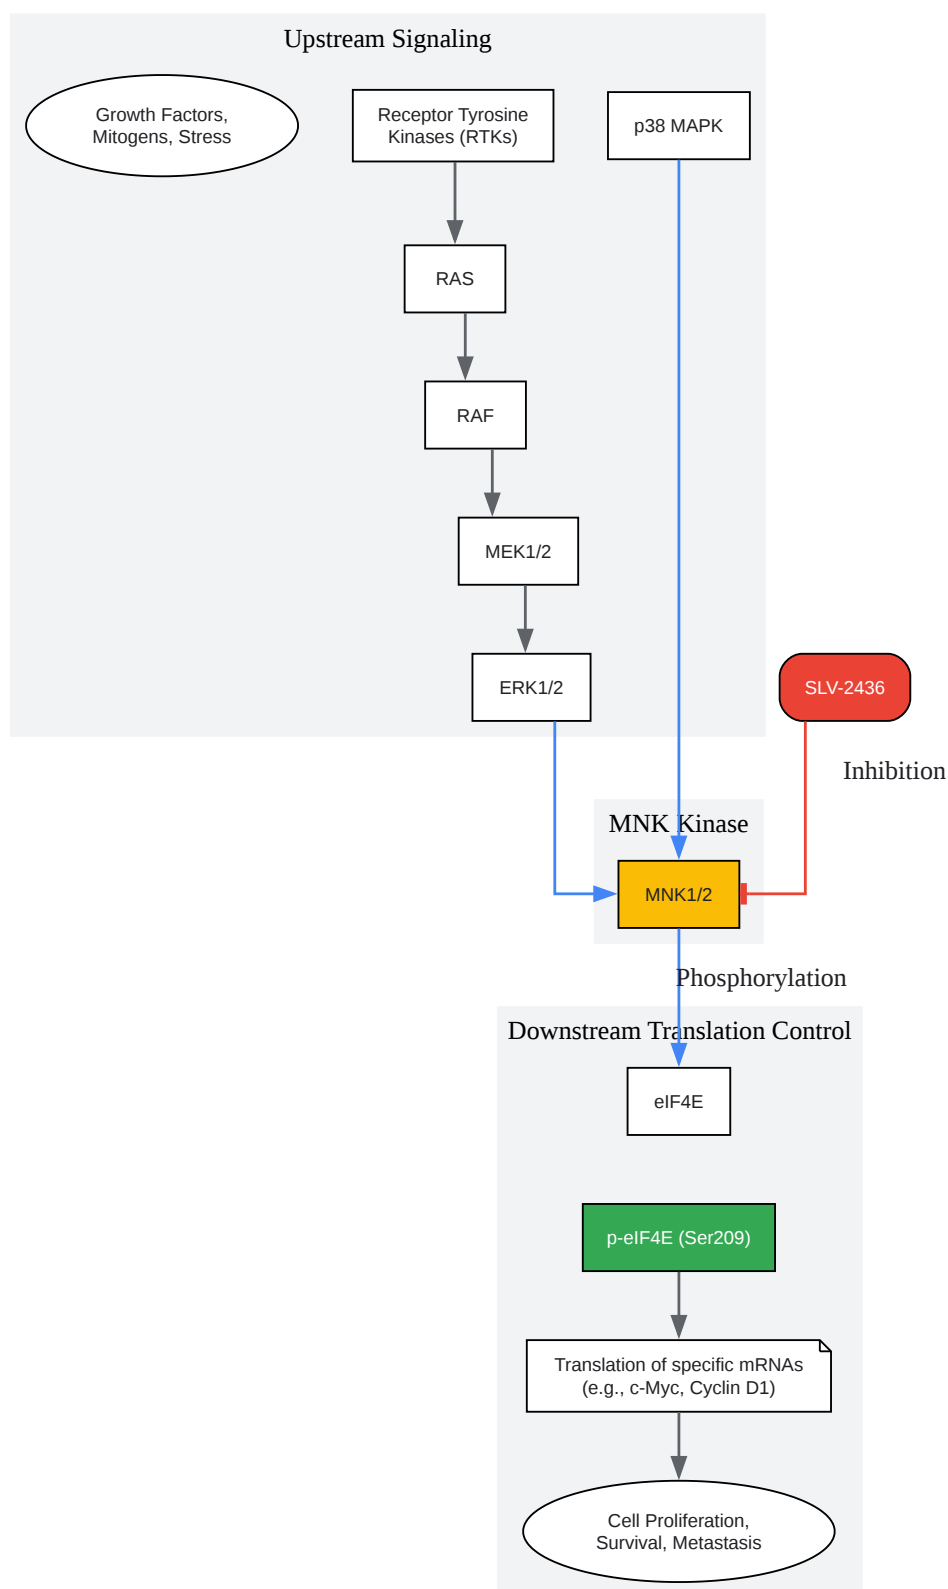 Upstream Signaling
Growth Factors,
Mitogens, Stress
Receptor Tyrosine
Kinases (RTKs)
p38 MAPK
RAS
RAF
MEK1/2
ERK1/2
SLV-2436
Inhibition
MNK Kinase
MNK1/2
Phosphorylation
Downstream Translation Control
eIF4E
p-eIF4E (Ser209)
Translation of specific mRNAs
(e.g., c-Myc, Cyclin D1)
Cell Proliferation,
Survival, Metastasis